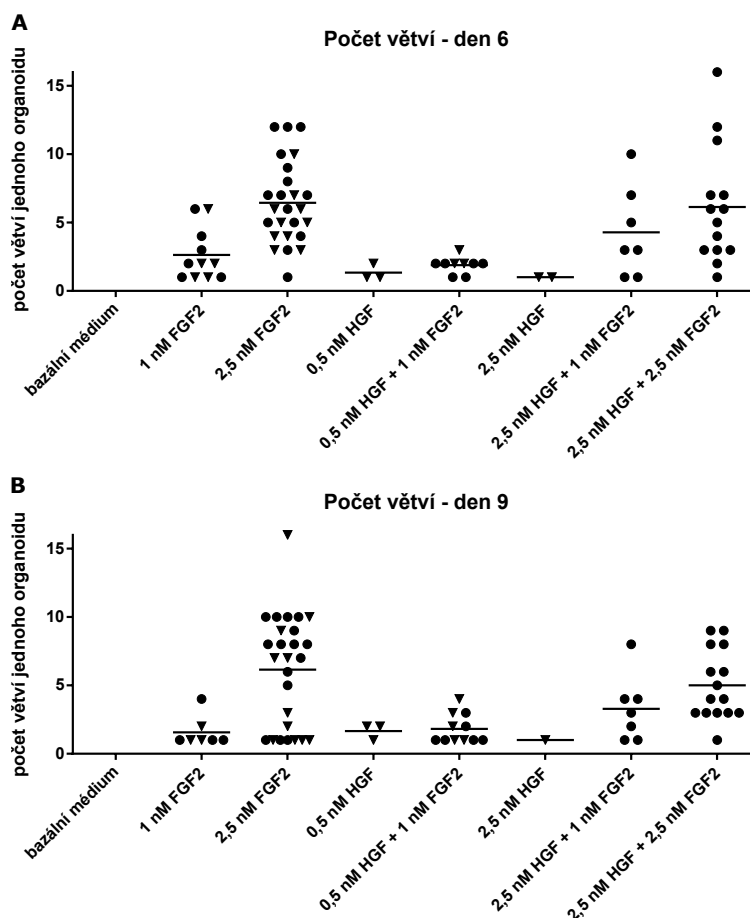 A
Počet větví - den 6
počet větví jednoho organoidu
15
10
5
0
bazální médium
1 nM FGF2
2,5 nM FGF2
0,5 nM HGF
0,5 nM HGF + 1 nM FGF2
2,5 nM HGF
2,5 nM HGF + 1 nM FGF2
2,5 nM HGF + 2,5 nM FGF2
B
Počet větví - den 9
počet větví jednoho organoidu
15
10
5
0
bazální médium
1 nM FGF2
2,5 nM FGF2
0,5 nM HGF
0,5 nM HGF + 1 nM FGF2
2,5 nM HGF
2,5 nM HGF + 1 nM FGF2
2,5 nM HGF + 2,5 nM FGF2